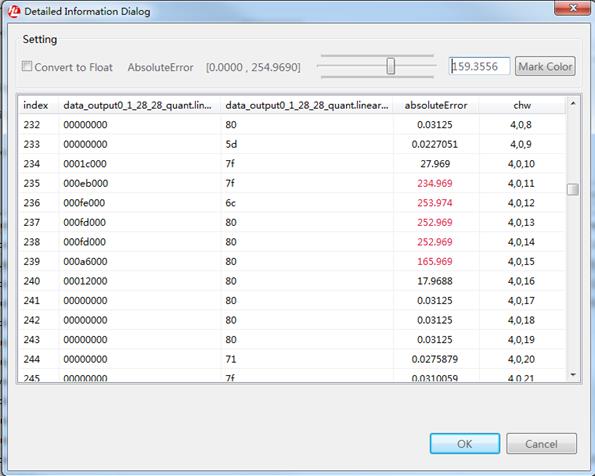 Detailed Information Dialog
Setting
Convert to Float AbsoluteError [0.0000 , 254.9690] 159.3556 Mark Color
index data_output0_1_28_28_quant.lin... data_output0_1_28_28_quant.linear... absoluteError chw
232 00000000 80 0.03125 4,0,8
233 00000000 5d 0.0227051 4,0,9
234 0001c000 7f 27.969 4,0,10
235 000eb000 7f 234.969 4,0,11
236 000fe000 6c 253.974 4,0,12
237 000fd000 80 252.969 4,0,13
238 000fd000 80 252.969 4,0,14
239 000a6000 7f 165.969 4,0,15
240 00012000 80 17.9688 4,0,16
241 00000000 80 0.03125 4,0,17
242 00000000 80 0.03125 4,0,18
243 00000000 80 0.03125 4,0,19
244 00000000 71 0.0275879 4,0,20
245 00000000 7f 0.0310059 4,0,21
OK Cancel